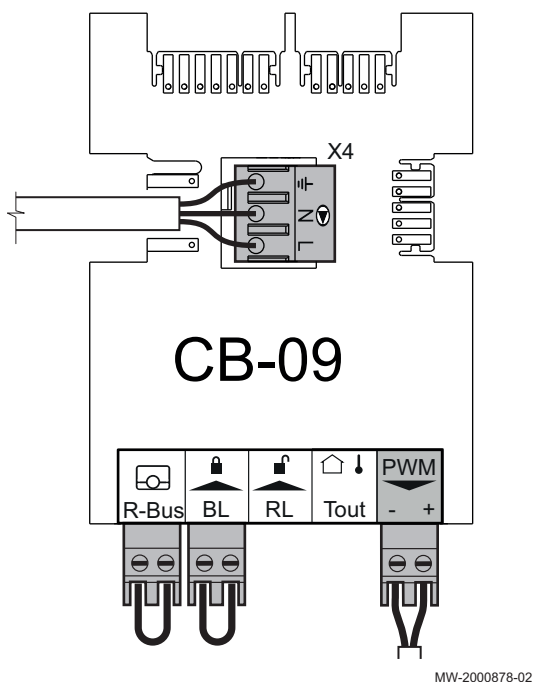 X4
N
L
CB-09
PWM
R-Bus BL RL Tout - +
MW-2000878-02